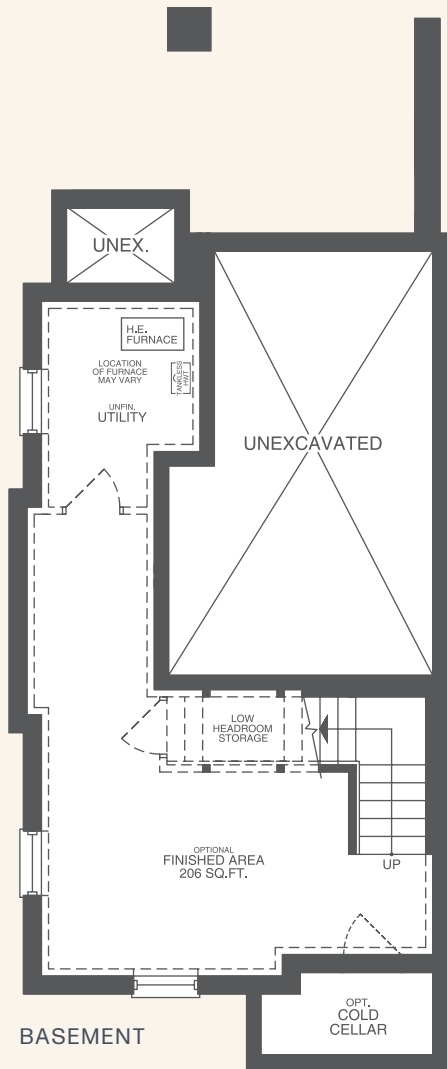 UNEX.
H.E.
FURNACE
LOCATION
OF FURNACE
MAY VARY
TANKLESS
HWT
UNFIN.
UTILITY
UNEXCAVATED
LOW
HEADROOM
STORAGE
OPTIONAL
FINISHED AREA
206 SQ.FT.
UP
OPT.
COLD
CELLAR
BASEMENT